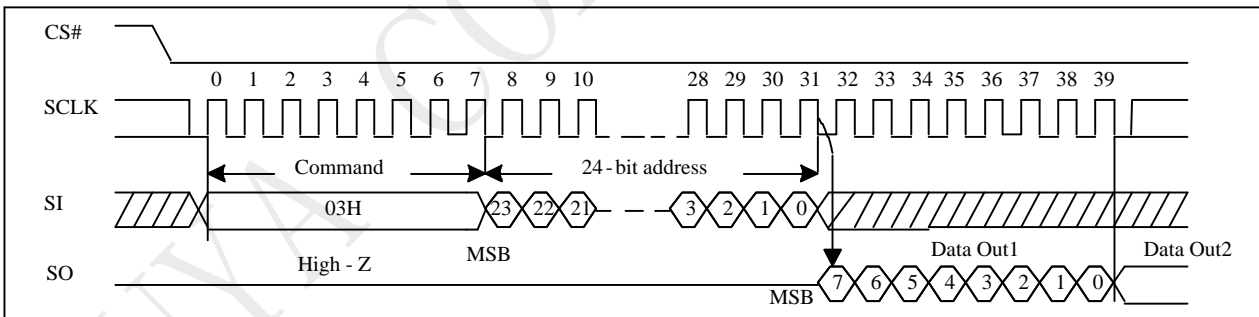 CS#
0 1 2 3 4 5 6 7 8 9 10 28 29 30 31 32 33 34 35 36 37 38 39
SCLK
Command 24-bit address
SI 03H 23 22 21 3 2 1 0
High - Z MSB Data Out1 Data Out2
SO MSB 7 6 5 4 3 2 1 0